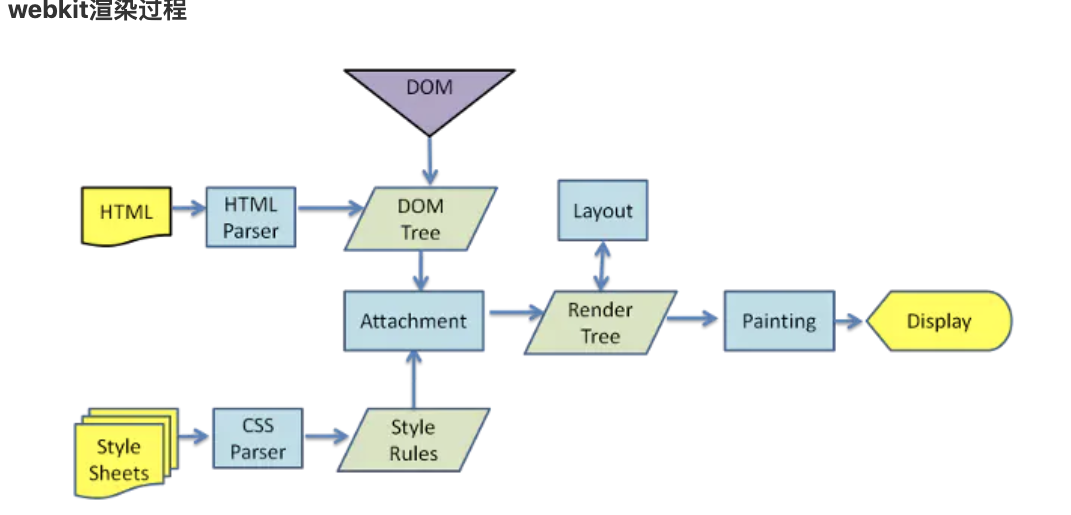 webkit渲染过程
DOM
HTML
HTML
Parser
DOM
Tree
Layout
Attachment
Render
Tree
Painting
Display
Style
Sheets
CSS
Parser
Style
Rules